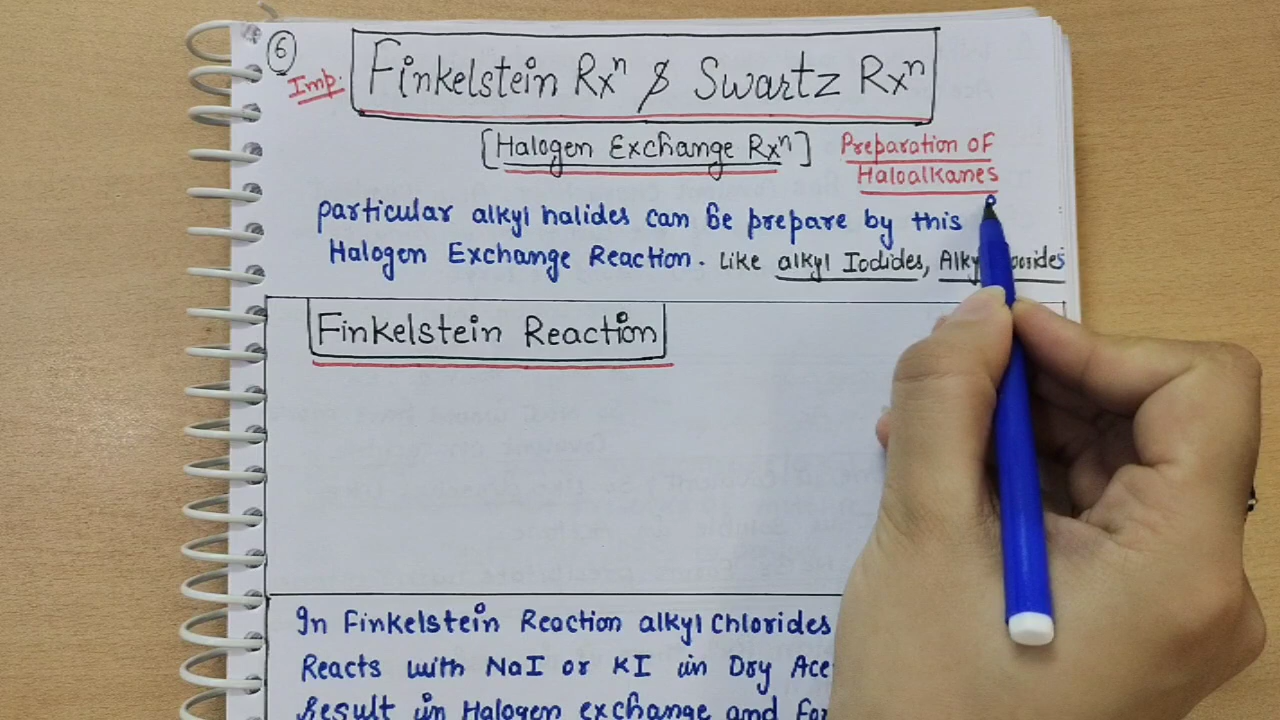 6
Imp.
Finkelstein Rxⁿ & Swartz Rxⁿ
[Halogen Exchange Rxⁿ]
Preparation of
Haloalkanes
particular alkyl halides can be prepare by this
Halogen Exchange Reaction. Like alkyl Iodides,
Finkelstein Reaction
In Finkelstein Reaction alkyl chlorides
Reacts with NaI or KI in Dry
Result in Halogen exchange and